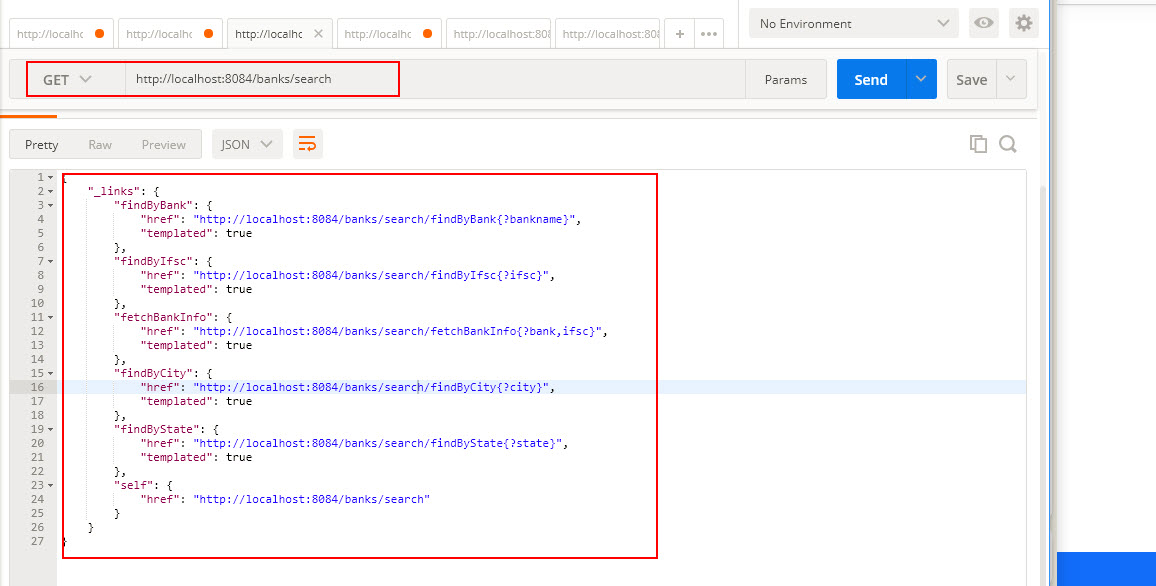 http://localhc http://localhc http://localhc http://localhc http://localhost:808 http://localhost:808 No Environment
GET http://localhost:8084/banks/search Params Send Save
Pretty Raw Preview JSON
1 {
2 "_links": {
3 "findByBank": {
4 "href": "http://localhost:8084/banks/search/findByBank{?bankname}",
5 "templated": true
6 },
7 "findByIfsc": {
8 "href": "http://localhost:8084/banks/search/findByIfsc{?ifsc}",
9 "templated": true
10 },
11 "fetchBankInfo": {
12 "href": "http://localhost:8084/banks/search/fetchBankInfo{?bank,ifsc}",
13 "templated": true
14 },
15 "findByCity": {
16 "href": "http://localhost:8084/banks/search/findByCity{?city}",
17 "templated": true
18 },
19 "findByState": {
20 "href": "http://localhost:8084/banks/search/findByState{?state}",
21 "templated": true
22 },
23 "self": {
24 "href": "http://localhost:8084/banks/search"
25 }
26 }
27 }